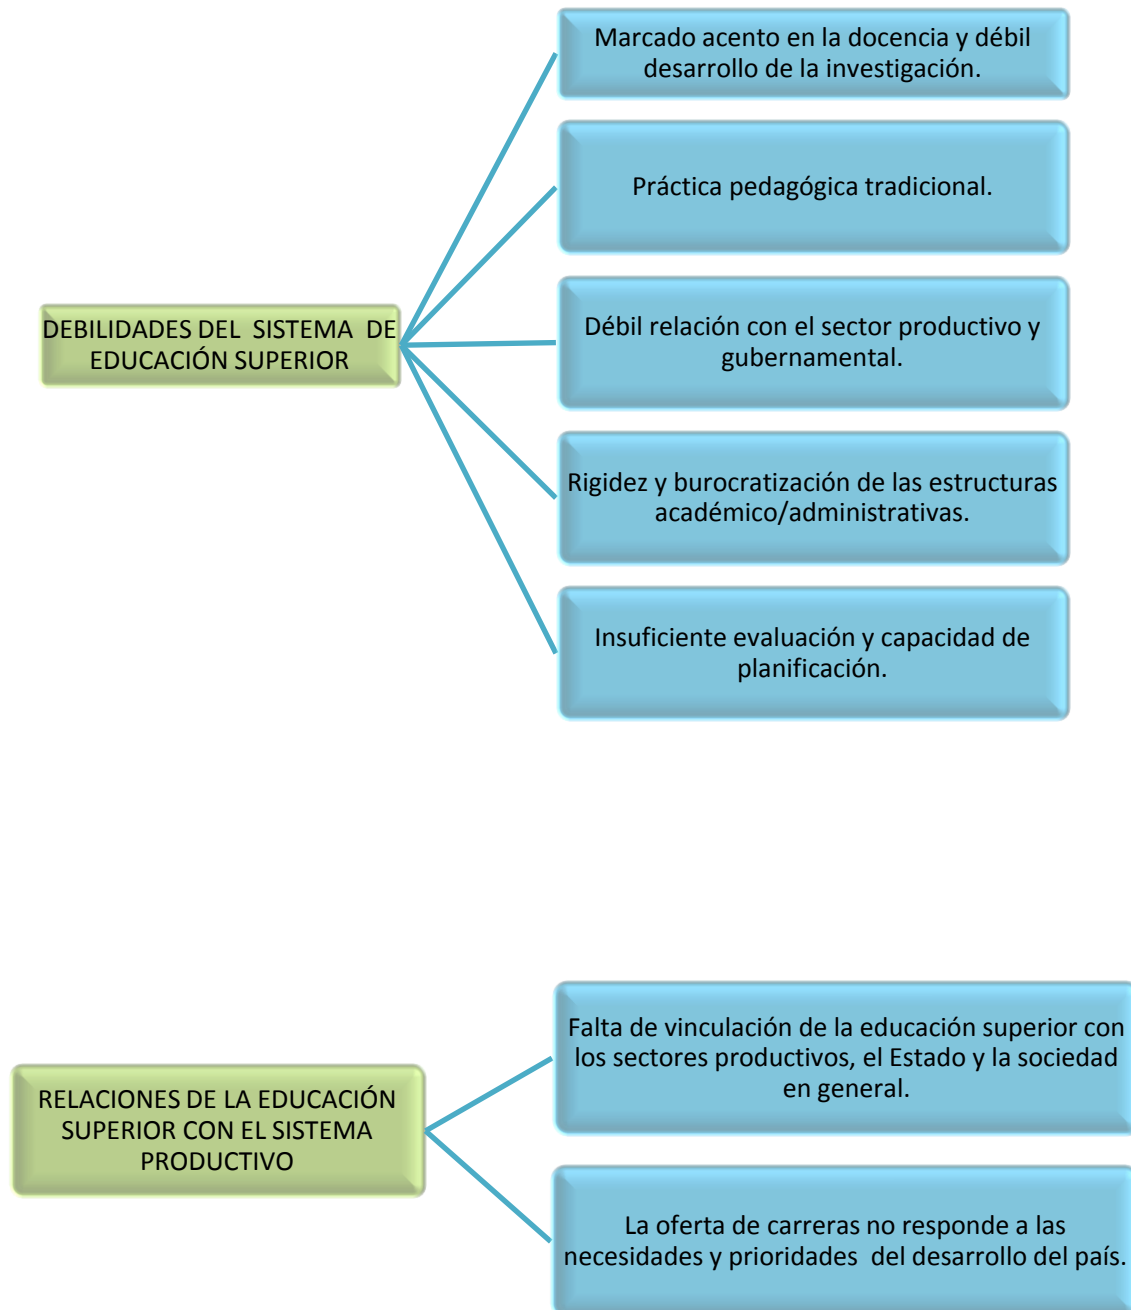 Marcado acento en la docencia y débil
desarrollo de la investigación.
Práctica pedagógica tradicional.
DEBILIDADES DEL  SISTEMA  DE
EDUCACIÓN SUPERIOR
Débil relación con el sector productivo y
gubernamental.
Rigidez y burocratización de las estructuras
académico/administrativas.
Insuficiente evaluación y capacidad de
planificación.
RELACIONES DE LA EDUCACIÓN
SUPERIOR CON EL SISTEMA
PRODUCTIVO
Falta de vinculación de la educación superior con
los sectores productivos, el Estado y la sociedad
en general.
La oferta de carreras no responde a las
necesidades y prioridades  del desarrollo del país.